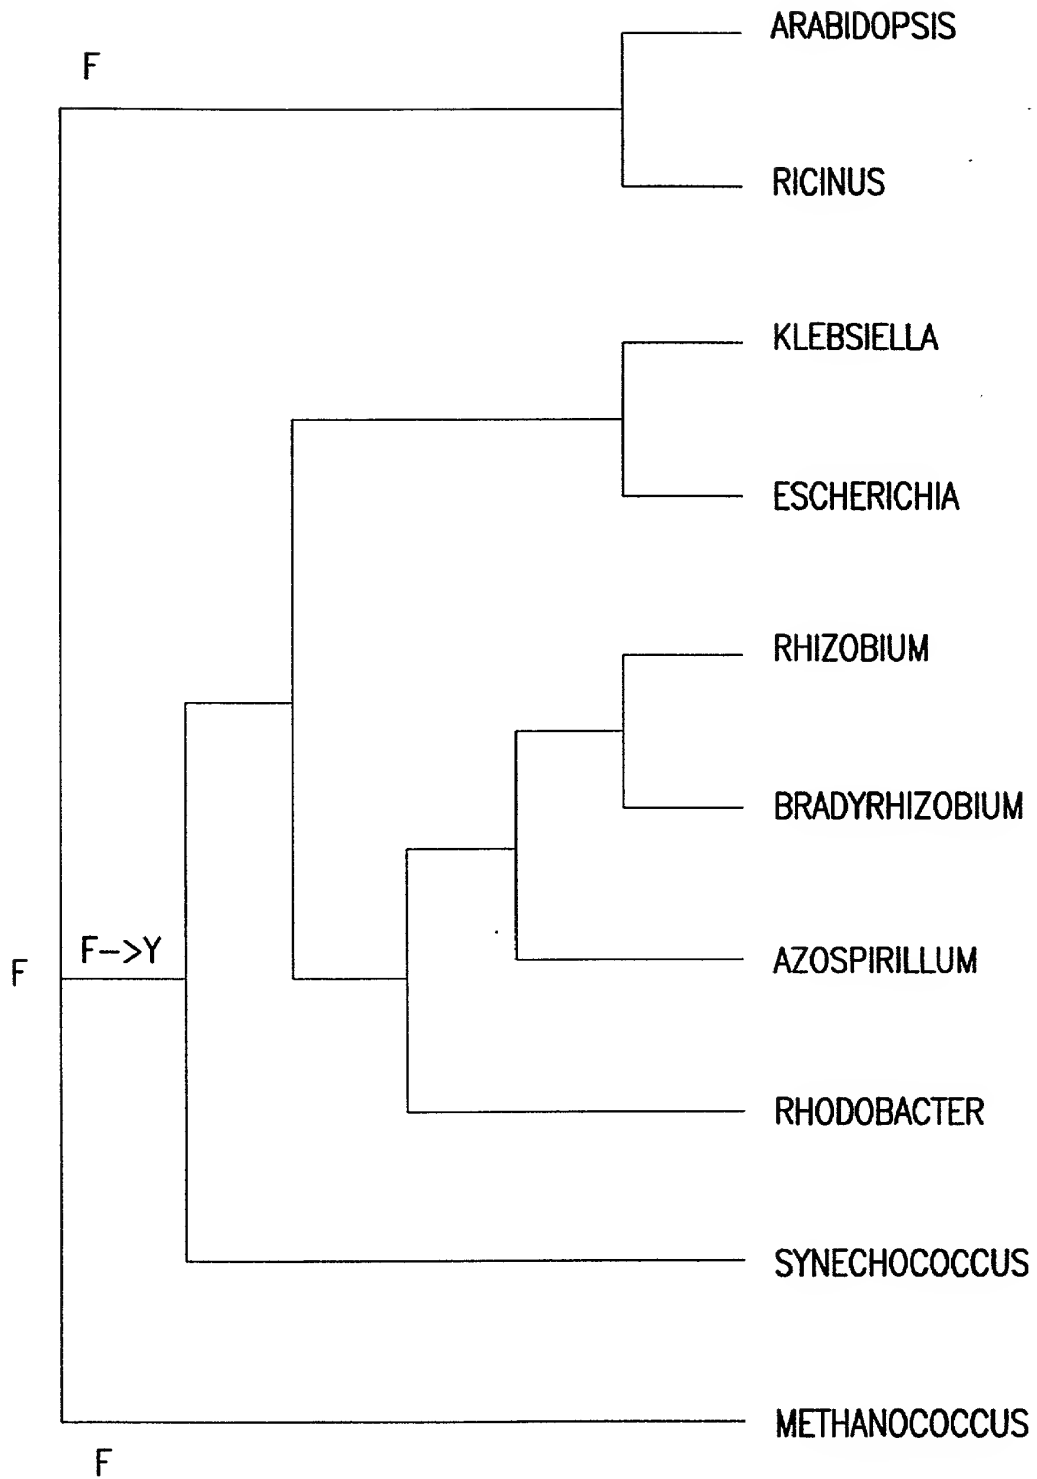 ARABIDOPSIS
F
RICINUS
KLEBSIELLA
ESCHERICHIA
RHIZOBIUM
BRADYRHIZOBIUM
F->Y
AZOSPIRILLUM
F
RHODOBACTER
SYNECHOCOCCUS
METHANOCOCCUS
F